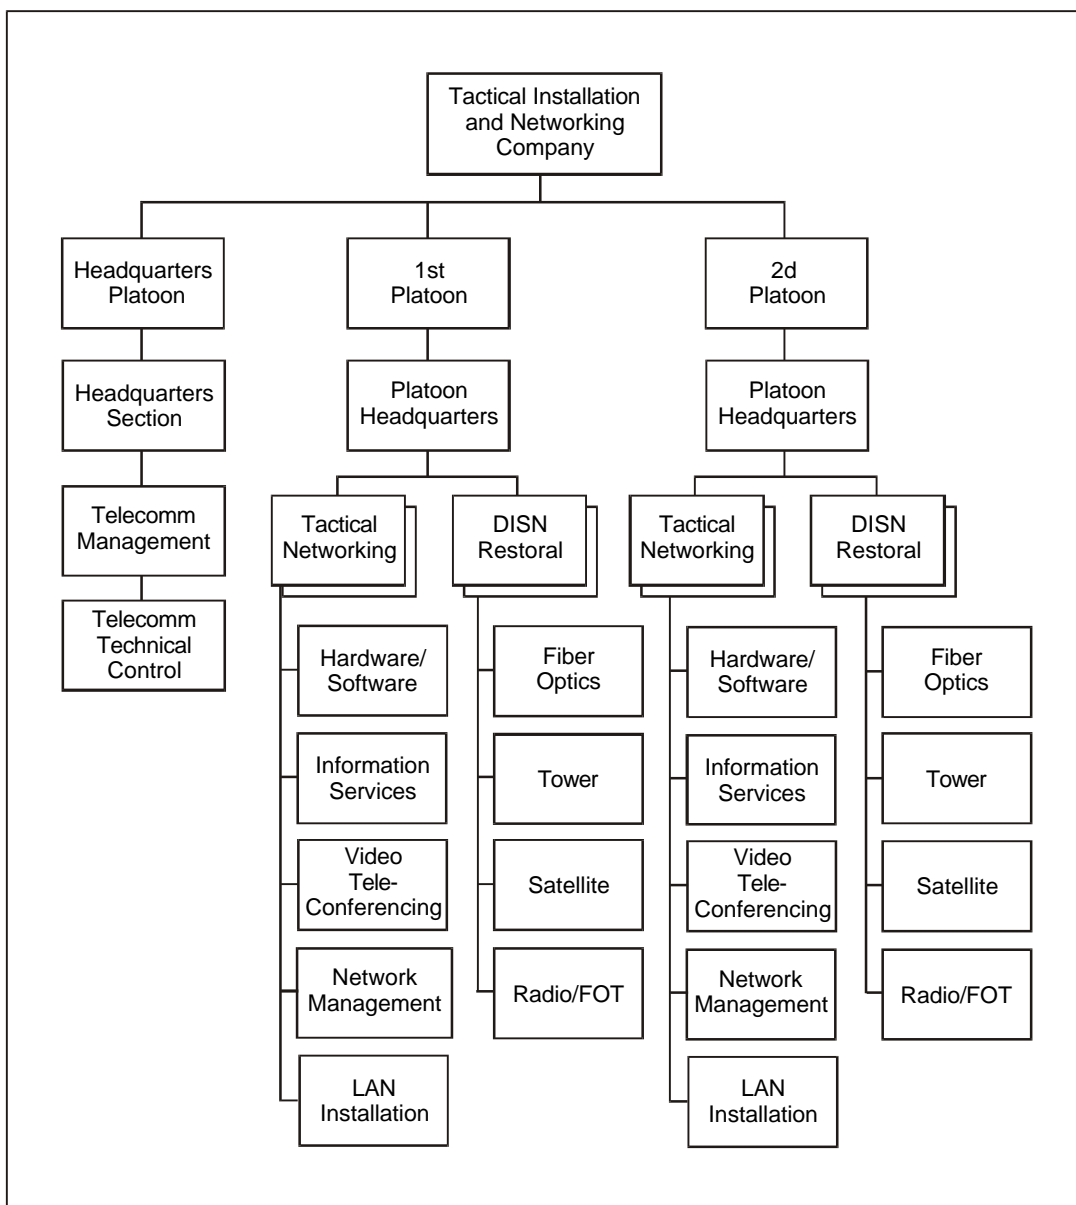 Tactical Installation
and Networking
Company
Headquarters
Platoon
1st
Platoon
2d
Platoon
Headquarters
Section
Platoon
Headquarters
Platoon
Headquarters
Telecomm
Management
Tactical
Networking
DISN
Restoral
Tactical
Networking
DISN
Restoral
Telecomm
Technical
Control
Hardware/
Software
Fiber
Optics
Hardware/
Software
Fiber
Optics
Information
Services
Tower
Information
Services
Tower
Video
Tele-
Conferencing
Satellite
Video
Tele-
Conferencing
Satellite
Network
Management
Radio/FOT
Network
Management
Radio/FOT
LAN
Installation
LAN
Installation